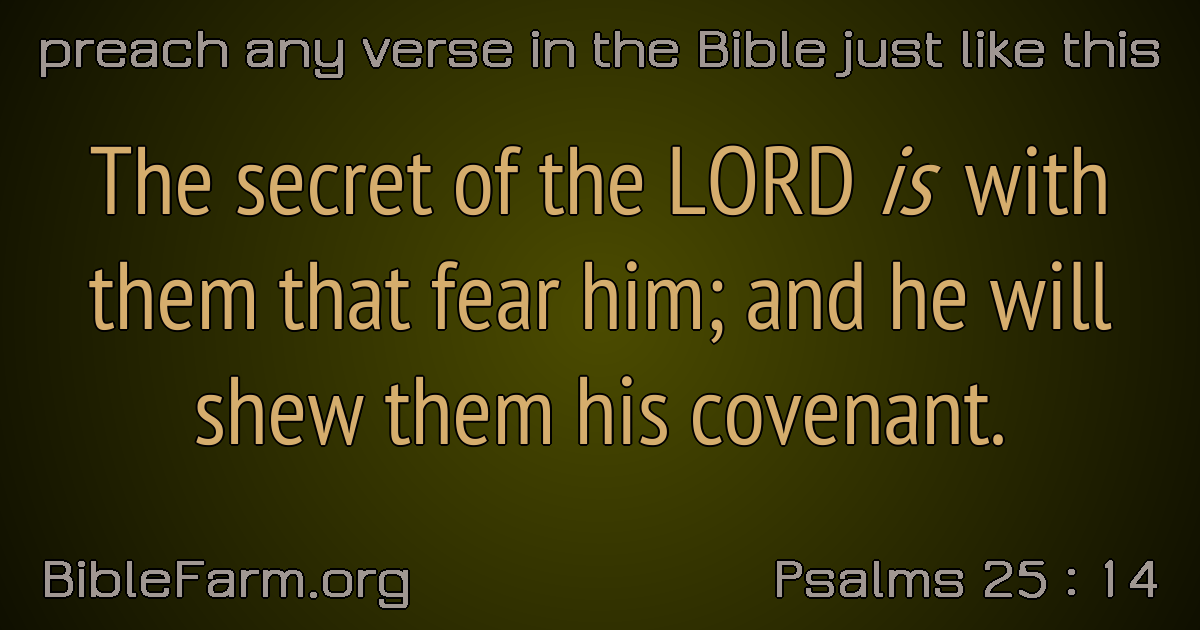 preach any verse in the Bible just like this
The secret of the LORD is with
them that fear him; and he will
shew them his covenant.
BibleFarm.org
Psalms 25 : 14